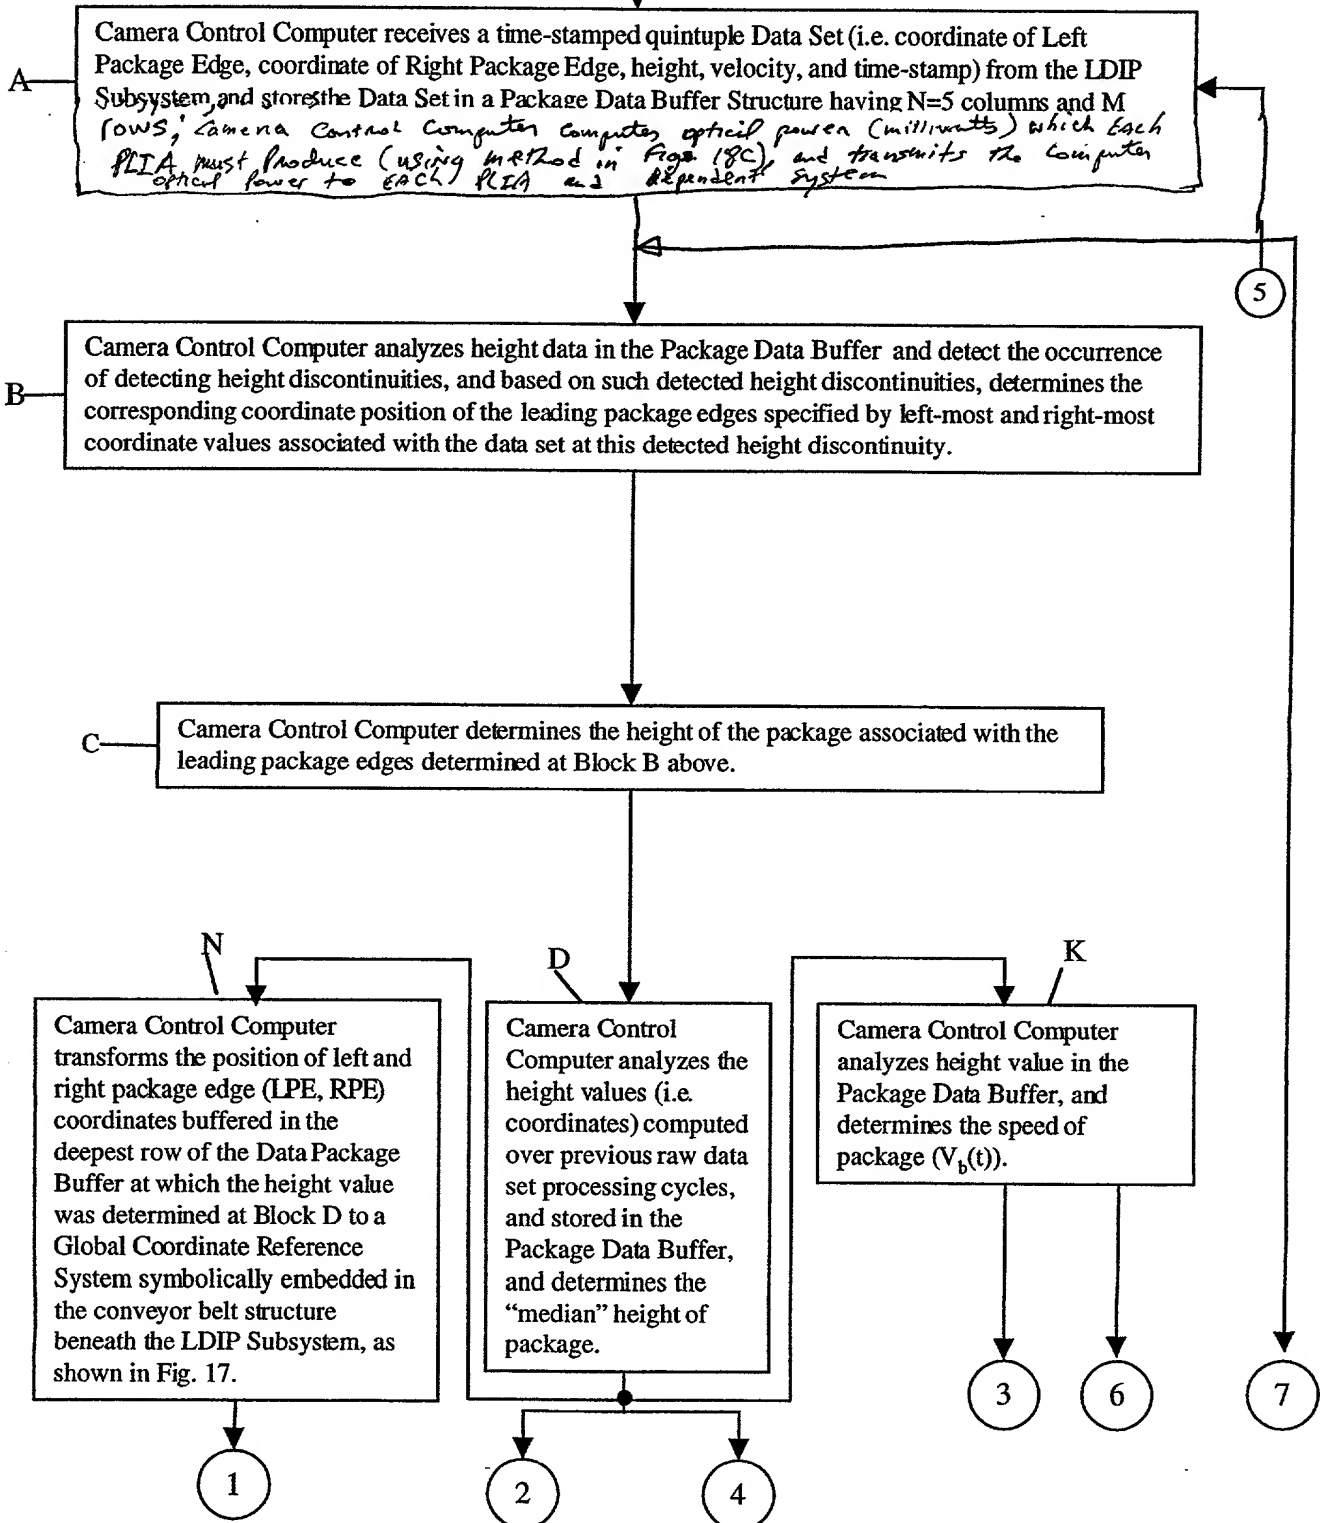 Camera Control Computer receives a time-stamped quintuple Data Set (i.e. coordinate of Left
Package Edge, coordinate of Right Package Edge, height, velocity, and time-stamp) from the LDIP
Subsystem, and stores the Data Set in a Package Data Buffer Structure having N=5 columns and M
rows; Camera Control Computer computes optical power (milliwatts) which Each
PLIA must Produce (using method in Figs 18C), and transmits the computer
optical Power to EACH PLIA and dependent system
A
5
Camera Control Computer analyzes height data in the Package Data Buffer and detect the occurrence
of detecting height discontinuities, and based on such detected height discontinuities, determines the
corresponding coordinate position of the leading package edges specified by left-most and right-most
coordinate values associated with the data set at this detected height discontinuity.
B
Camera Control Computer determines the height of the package associated with the
leading package edges determined at Block B above.
C
N
Camera Control Computer
transforms the position of left and
right package edge (LPE, RPE)
coordinates buffered in the
deepest row of the Data Package
Buffer at which the height value
was determined at Block D to a
Global Coordinate Reference
System symbolically embedded in
the conveyor belt structure
beneath the LDIP Subsystem, as
shown in Fig. 17.
D
Camera Control
Computer analyzes the
height values (i.e.
coordinates) computed
over previous raw data
set processing cycles,
and stored in the
Package Data Buffer,
and determines the
“median” height of
package.
K
Camera Control Computer
analyzes height value in the
Package Data Buffer, and
determines the speed of
package (V_b(t)).
3
6
7
1
2
4